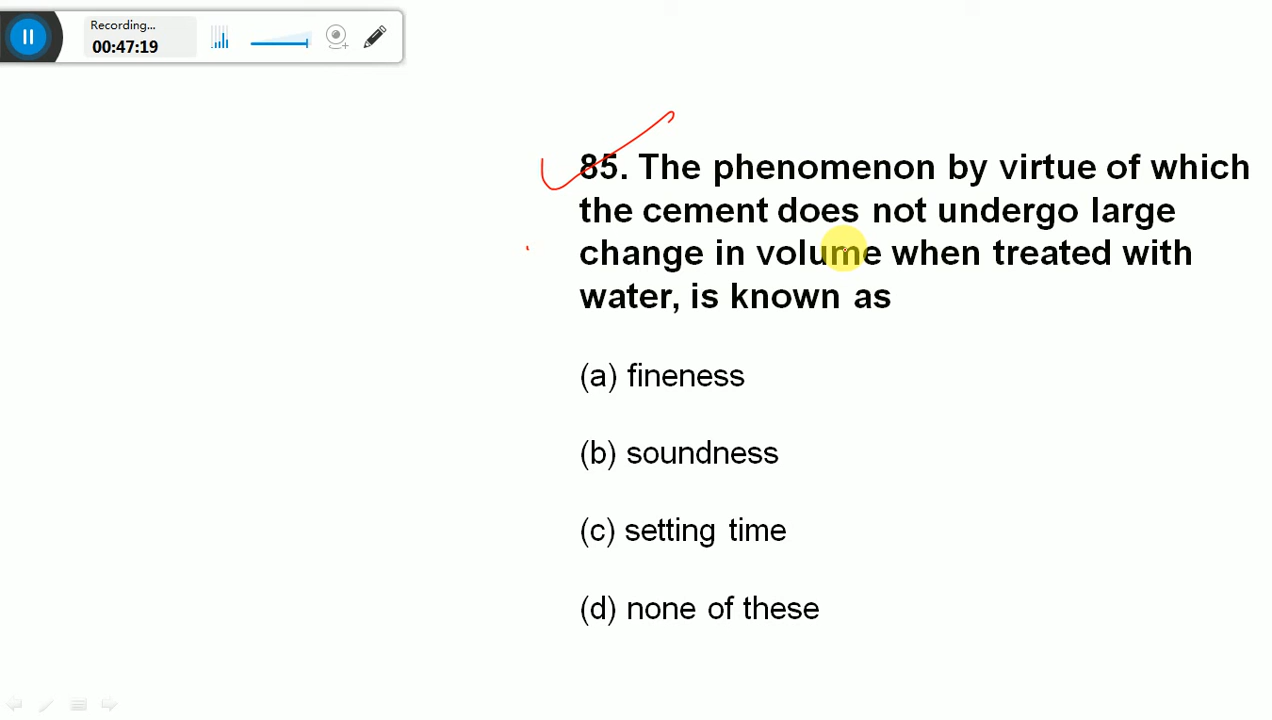 Recording...
00:47:19
85. The phenomenon by virtue of which
the cement does not undergo large
change in volume when treated with
water, is known as
(a) fineness
(b) soundness
(c) setting time
(d) none of these